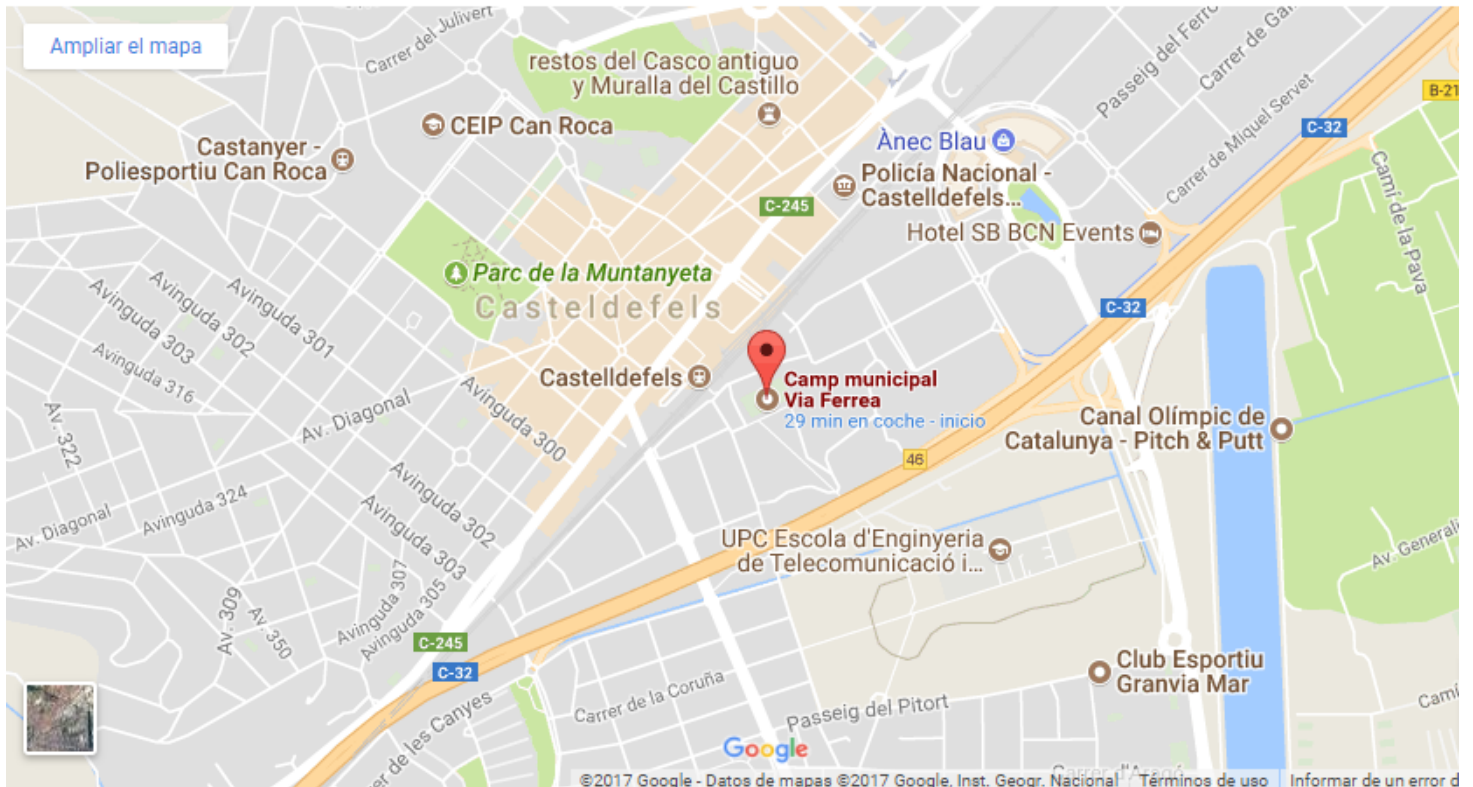 Ampliar el mapa
Carrer del Julivert
restos del Casco antiguo
y Muralla del Castillo
Passeig del Ferro
Carrer de Gar
B-21
C-32
CEIP Can Roca
Castanyer -
Poliesportiu Can Roca
Ànec Blau
Carrer de Miquel Servet
Policía Nacional -
Castelldefels...
Camí de la Pava
C-245
Hotel SB BCN Events
Parc de la Muntanyeta
Casteldefels
Avinguda 301
Avinguda 302
Avinguda 303
Avinguda 316
C-32
Castelldefels
Camp municipal
Via Ferrea
29 min en coche - inicio
Av. Diagonal
Avinguda 300
Av. 322
Canal Olímpic de
Catalunya - Pitch & Putt
46
Avinguda 324
Avinguda 302
Av. Diagonal
Avinguda 303
UPC Escola d'Enginyeria
de Telecomunicació i...
Av. Generali
Avinguda 307
Avinguda 305
Av. 309
Av. 350
C-245
C-32
Club Esportiu
Granvia Mar
Carrer de la Coruña
Passeig del Pitort
Camí
er de les Canyes
Google
Carrer d'Aragó
©2017 Google - Datos de mapas ©2017 Google, Inst. Geogr. Nacional
Términos de uso
Informar de un error d